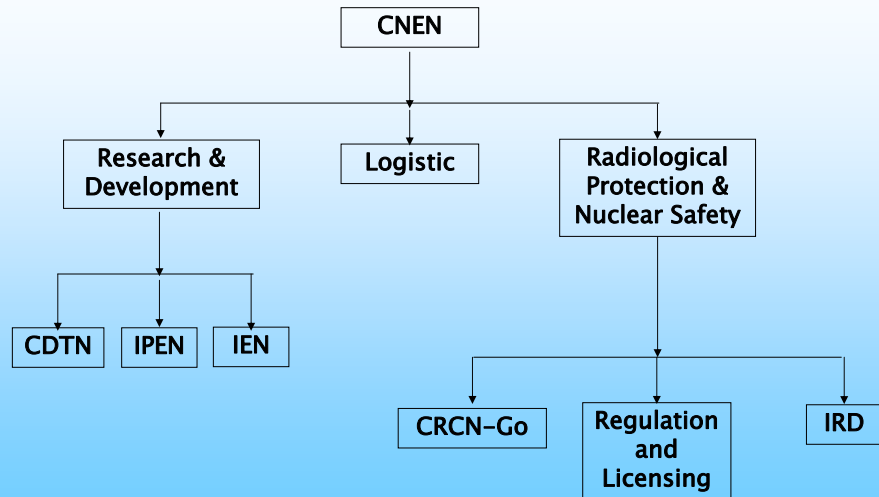 CNEN
Research &
Development
Logistic
Radiological
Protection &
Nuclear Safety
CDTN
IPEN
IEN
CRCN-Go
Regulation
and
Licensing
IRD